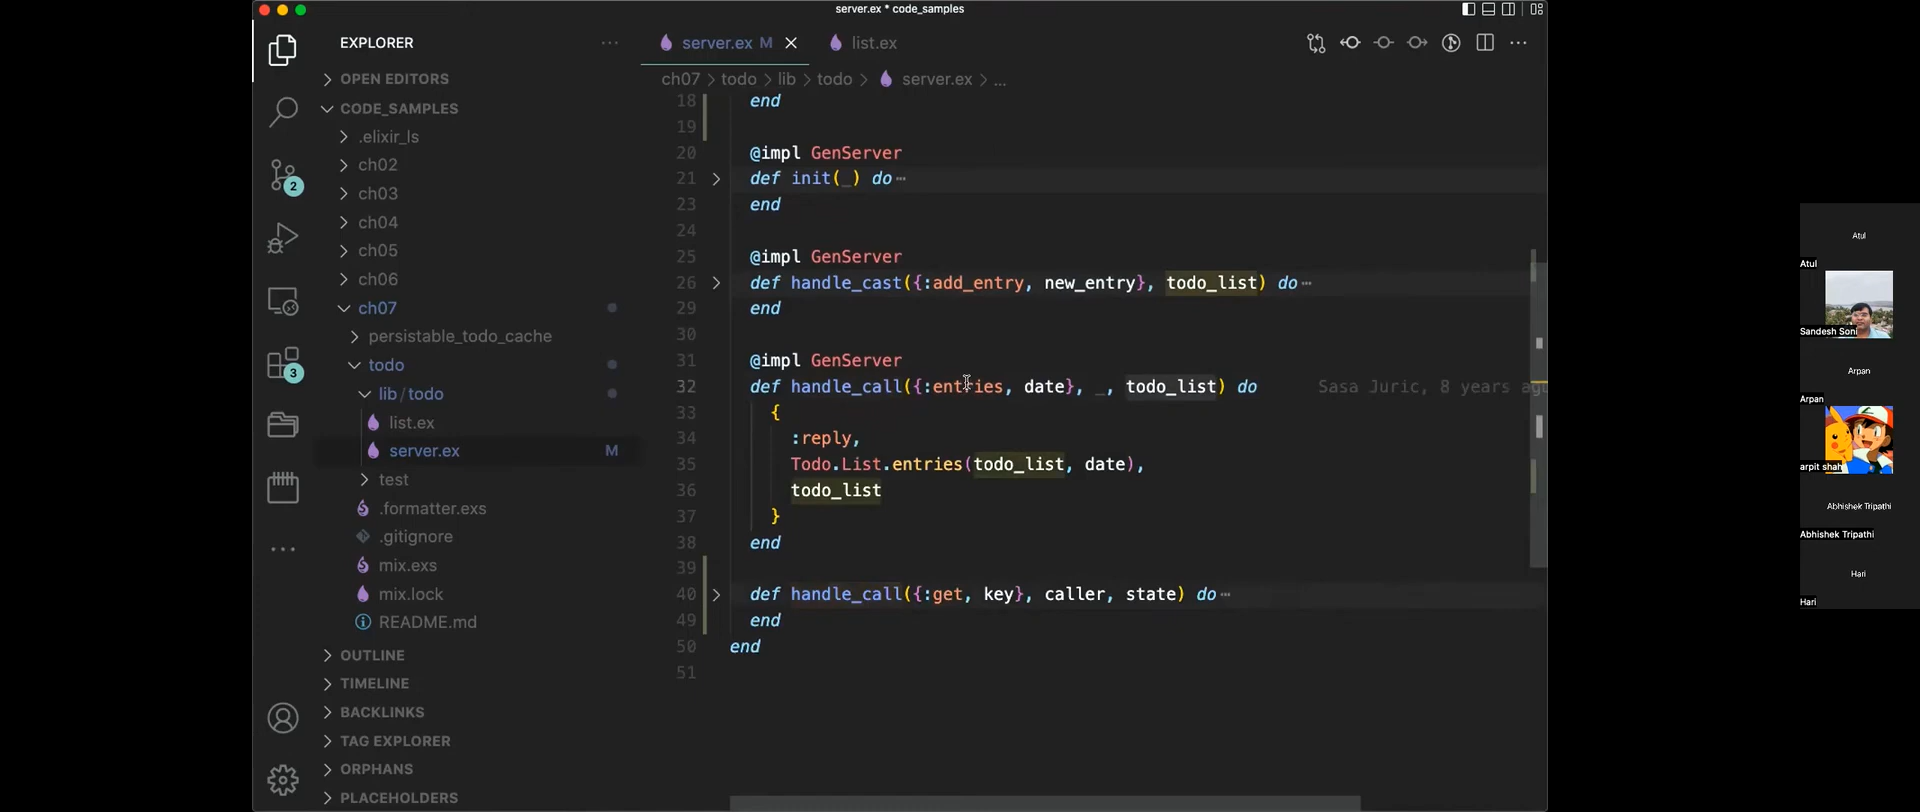 server.ex * code_samples
EXPLORER
server.ex M
list.ex
OPEN EDITORS
ch07 > todo > lib > todo > server.ex > ...
CODE_SAMPLES
.elixir_ls
ch02
ch03
ch04
ch05
ch06
ch07
persistable_todo_cache
todo
lib / todo
list.ex
server.ex M
test
.formatter.exs
.gitignore
mix.exs
mix.lock
README.md
OUTLINE
TIMELINE
BACKLINKS
TAG EXPLORER
ORPHANS
PLACEHOLDERS
2
3
18 end
19
20 @impl GenServer
21 def init(_) do ⋯
23 end
24
25 @impl GenServer
26 def handle_cast({:add_entry, new_entry}, todo_list) do ⋯
29 end
30
31 @impl GenServer
32 def handle_call({:entries, date}, _, todo_list) do Sasa Juric, 8 years ago
33 {
34 :reply,
35 Todo.List.entries(todo_list, date),
36 todo_list
37 }
38 end
39
40 def handle_call({:get, key}, caller, state) do ⋯
49 end
50 end
51
Atul
Atul
Sandesh Soni
Arpan
Arpan
arpit shah
Abhishek Tripathi
Abhishek Tripathi
Hari
Hari